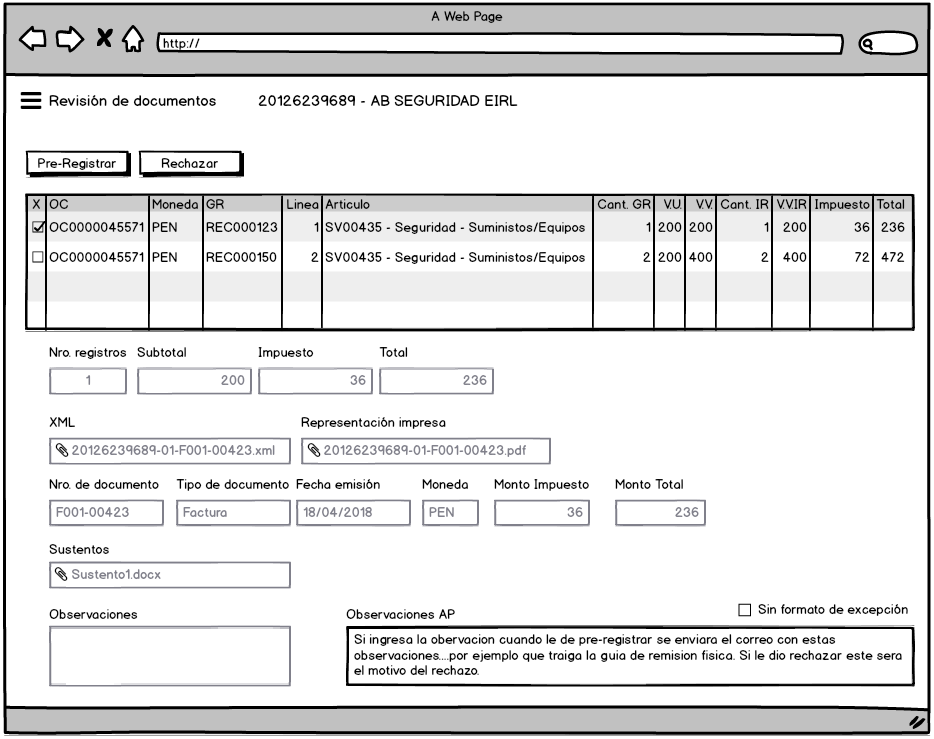 A Web Page
http://
Revisión de documentos 20126239689 - AB SEGURIDAD EIRL
Pre-Registrar Rechazar
X OC Moneda GR Linea Articulo Cant. GR V.U. V.V. Cant. IR V.V.IR Impuesto Total
OC0000045571 PEN REC000123 1 SV00435 - Seguridad - Suministos/Equipos 1 200 200 1 200 36 236
OC0000045571 PEN REC000150 2 SV00435 - Seguridad - Suministos/Equipos 2 200 400 2 400 72 472
Nro. registros Subtotal Impuesto Total
1 200 36 236
XML Representación impresa
20126239689-01-F001-00423.xml 20126239689-01-F001-00423.pdf
Nro. de documento Tipo de documento Fecha emisión Moneda Monto Impuesto Monto Total
F001-00423 Factura 18/04/2018 PEN 36 236
Sustentos
Sustento1.docx
Sin formato de excepción
Observaciones Observaciones AP
Si ingresa la obervacion cuando le de pre-registrar se enviara el correo con estas
observaciones....por ejemplo que traiga la guia de remision fisica. Si le dio rechazar este sera
el motivo del rechazo.